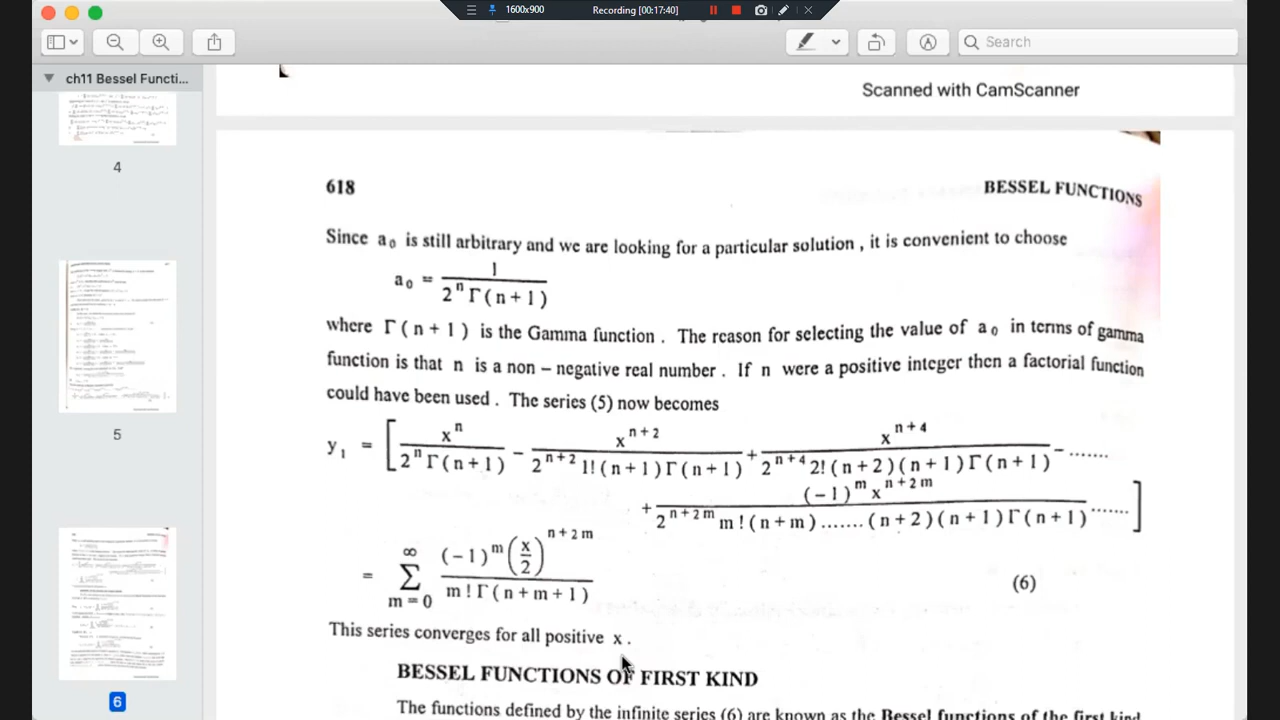 1600x900
Recording [00:17:40]
Search
ch11 Bessel Functi...
4
5
6
Scanned with CamScanner
618
BESSEL FUNCTIONS
Since a₀ is still arbitrary and we are looking for a particular solution , it is convenient to choose
a₀ = 1 / 2ⁿ Γ ( n + 1 )
where Γ ( n + 1 ) is the Gamma function . The reason for selecting the value of a₀ in terms of gamma
function is that n is a non – negative real number . If n were a positive integer then a factorial function
could have been used . The series (5) now becomes
y₁ = [ xⁿ / 2ⁿ Γ ( n + 1 ) − x^(n + 2) / 2^(n + 2) 1! ( n + 1 ) Γ ( n + 1 ) + x^(n + 4) / 2^(n + 4) 2! ( n + 2 ) ( n + 1 ) Γ ( n + 1 ) − .......
+ ( − 1 )^m x^(n + 2m) / 2^(n + 2m) m ! ( n + m ) ....... ( n + 2 ) ( n + 1 ) Γ ( n + 1 ) ....... ]
= ∑ m = 0 ∞ ( − 1 )^m ( x / 2 )^(n + 2 m) / m ! Γ ( n + m + 1 ) (6)
This series converges for all positive x .
BESSEL FUNCTIONS OF FIRST KIND
The functions defined by the infinite series (6) are known as the Bessel functions of the first kind